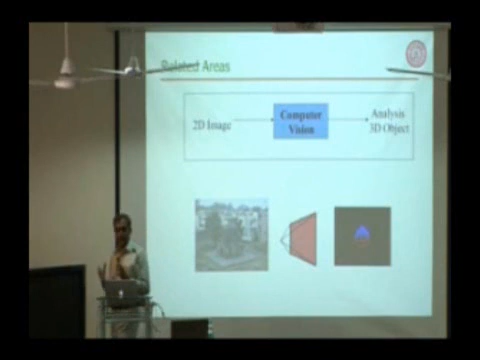 Related Areas
2D Image
Computer
Vision
Analysis
3D Object